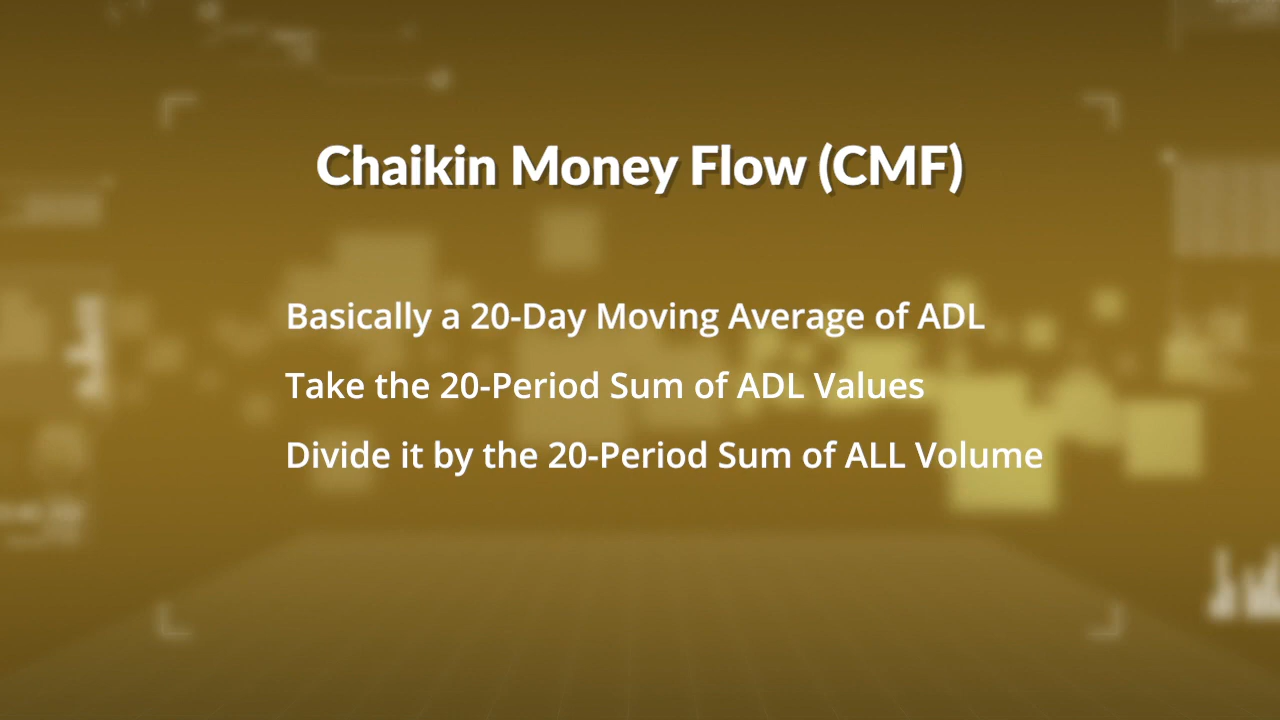 Chaikin Money Flow (CMF)
Basically a 20-Day Moving Average of ADL
Take the 20-Period Sum of ADL Values
Divide it by the 20-Period Sum of ALL Volume